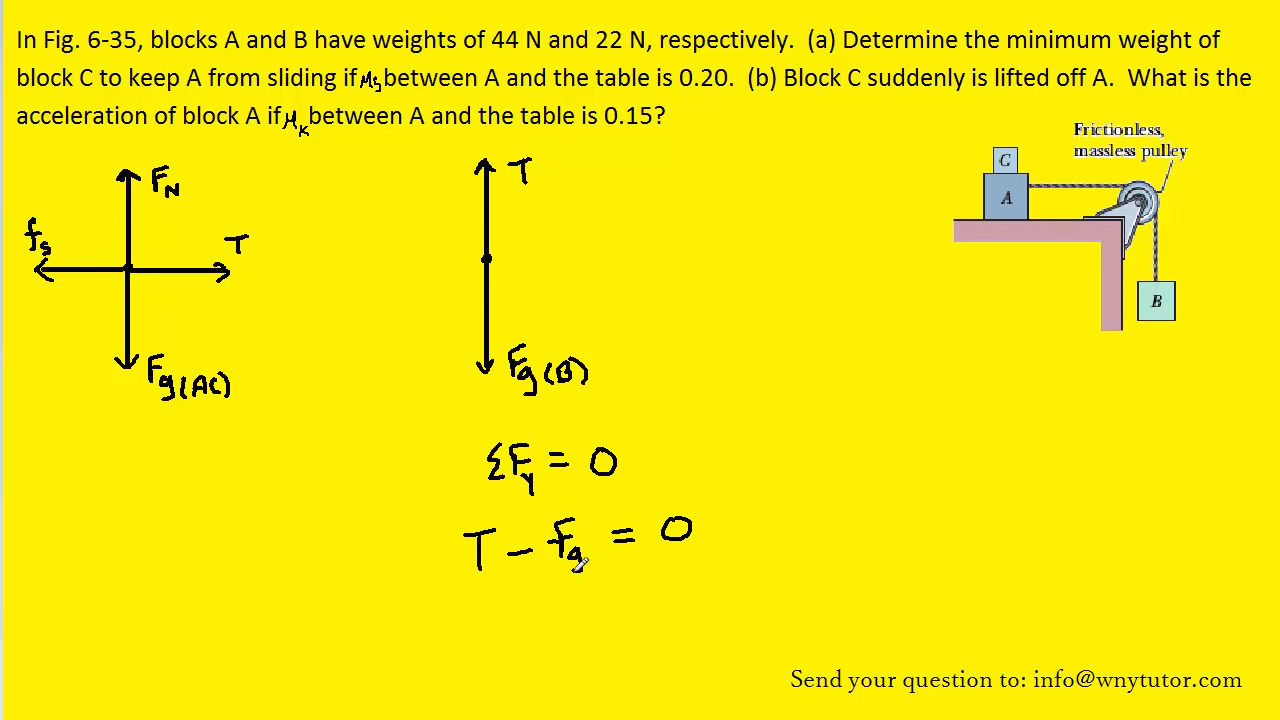 In Fig. 6-35, blocks A and B have weights of 44 N and 22 N, respectively. (a) Determine the minimum weight of
block C to keep A from sliding if μs between A and the table is 0.20. (b) Block C suddenly is lifted off A. What is the
acceleration of block A if μk between A and the table is 0.15?
Frictionless,
massless pulley
C
A
B
FN
fs
T
Fg(AC)
T
Fg(B)
ΣFy = 0
T - Fg = 0
Send your question to: info@wnytutor.com